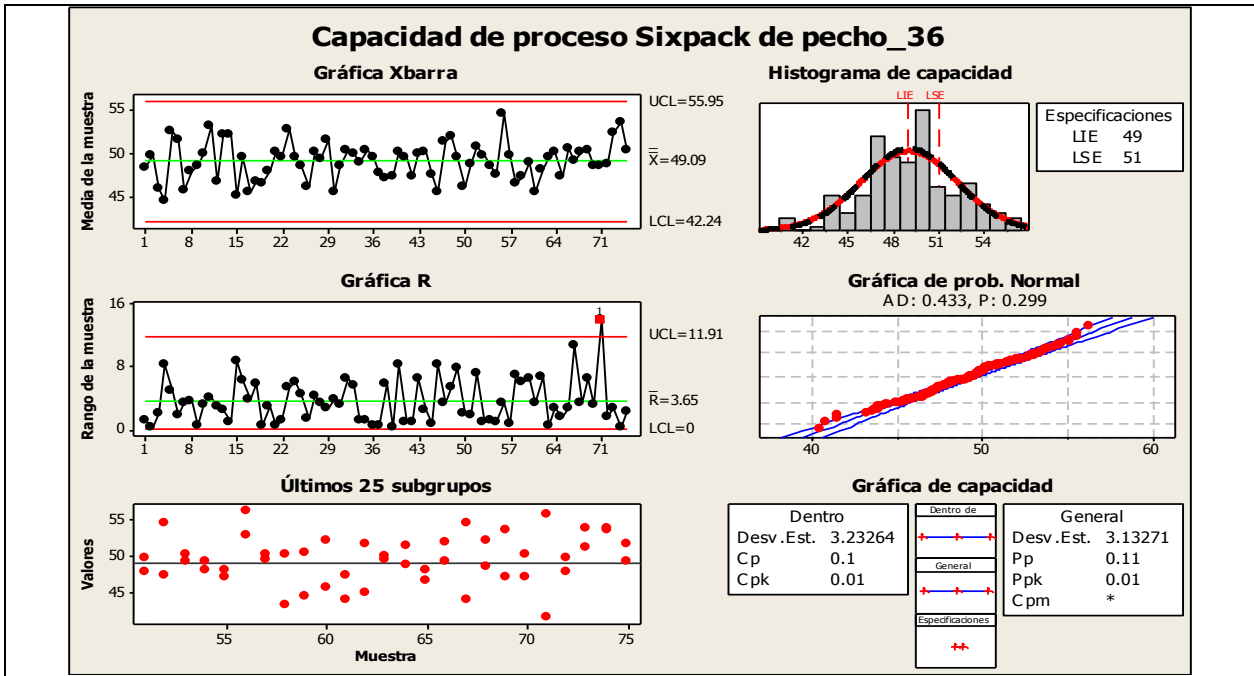 Capacidad de proceso Sixpack de pecho_36
Gráfica Xbarra
Media de la muestra
55
50
45
1 8 15 22 29 36 43 50 57 64 71
UCL=55.95
X=49.09
LCL=42.24
Histograma de capacidad
LIE LSE
42 45 48 51 54
Especificaciones
LIE 49
LSE 51
Gráfica R
Rango de la muestra
16
8
0
1
1 8 15 22 29 36 43 50 57 64 71
UCL=11.91
R=3.65
LCL=0
Gráfica de prob. Normal
AD: 0.433, P: 0.299
40 50 60
Últimos 25 subgrupos
Valores
55
50
45
55 60 65 70 75
Muestra
Gráfica de capacidad
Dentro
Desv.Est. 3.23264
Cp 0.1
Cpk 0.01
Dentro de
General
Especificaciones
General
Desv.Est. 3.13271
Pp 0.11
Ppk 0.01
Cpm *